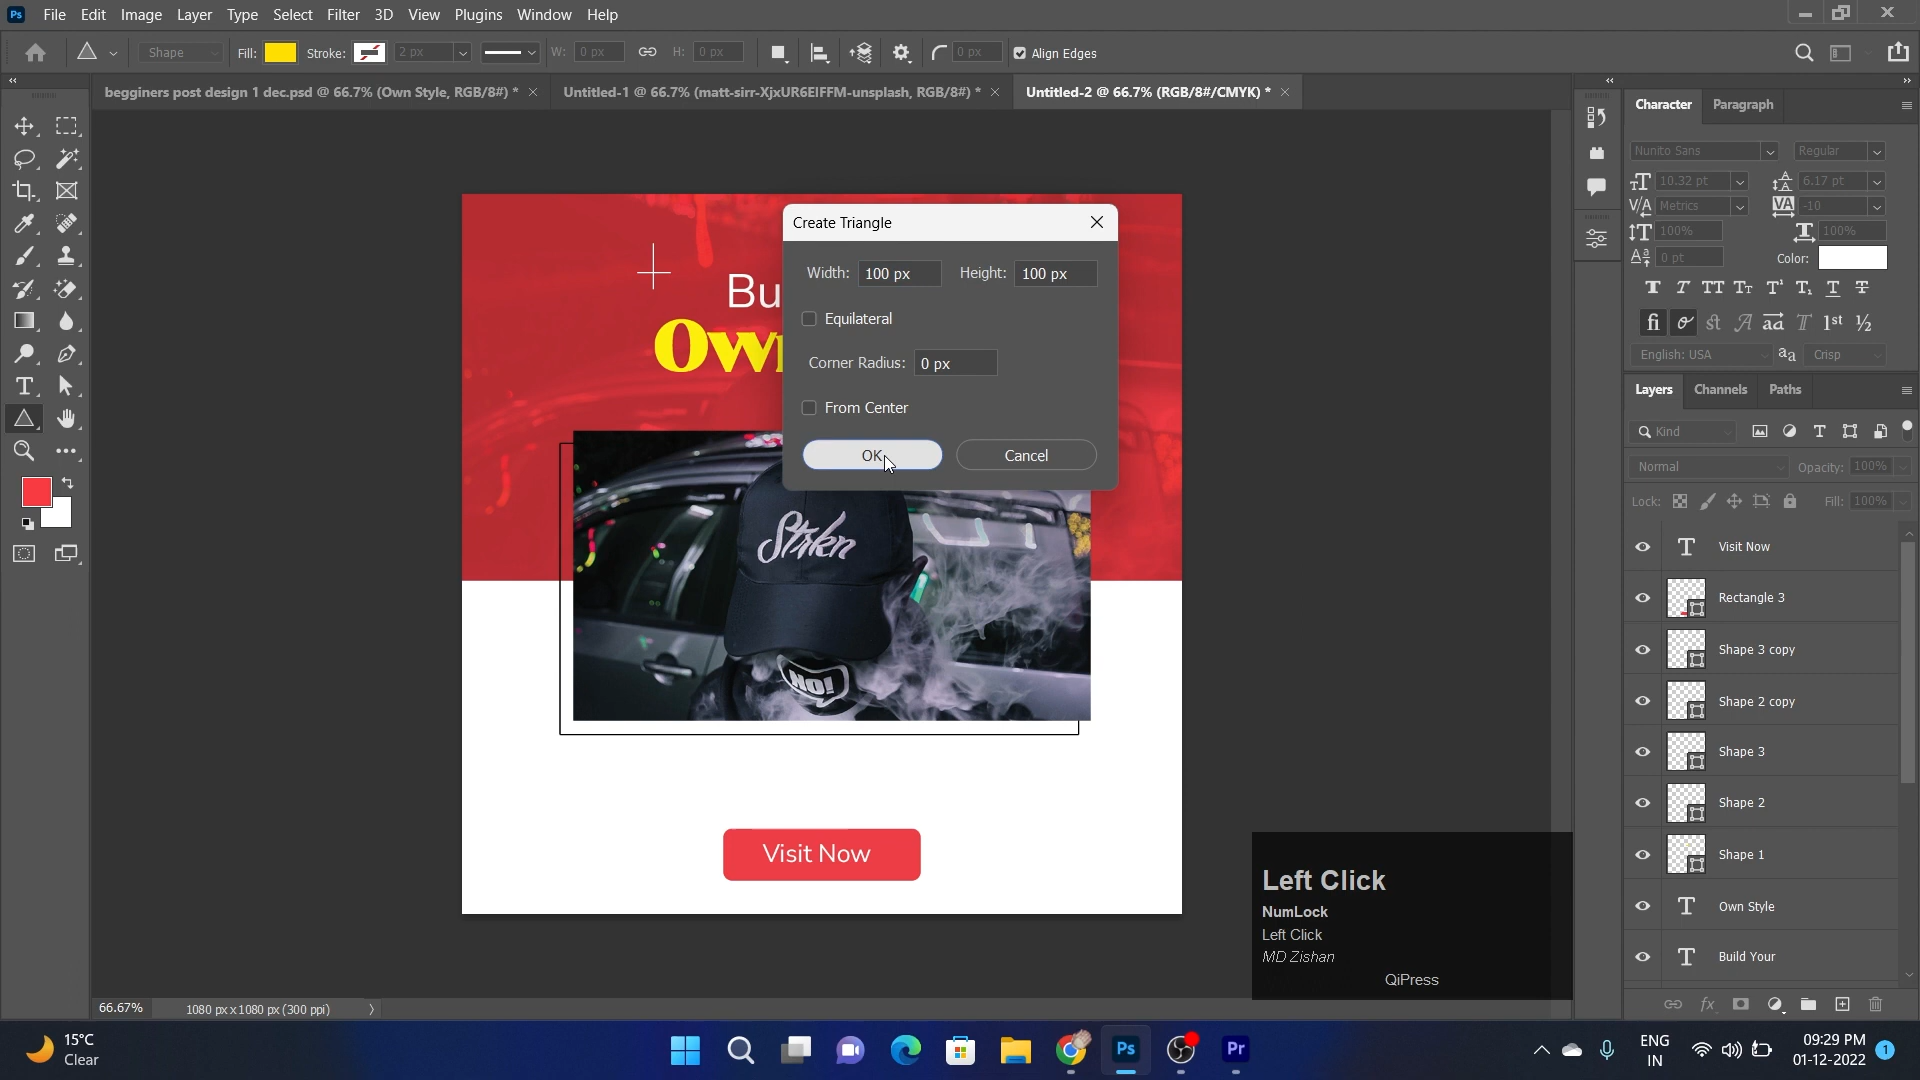 Ps File Edit Image Layer Type Select Filter 3D View Plugins Window Help
Shape Fill: Stroke: 2 px W: 0 px H: 0 px 0 px Align Edges
begginers post design 1 dec.psd @ 66.7% (Own Style, RGB/8#) *
Untitled-1 @ 66.7% (matt-sirr-XjxUR6EIFFM-unsplash, RGB/8#) *
Untitled-2 @ 66.7% (RGB/8#/CMYK) *
Character Paragraph
Nunito Sans Regular
10.32 pt 6.17 pt
Metrics -10
100% 100%
0 pt Color:
English: USA Crisp
Layers Channels Paths
Kind
Normal Opacity: 100%
Lock: Fill: 100%
Visit Now
Rectangle 3
Shape 3 copy
Shape 2 copy
Shape 3
Shape 2
Shape 1
Own Style
Build Your
Create Triangle
Width: 100 px Height: 100 px
Equilateral
Corner Radius: 0 px
From Center
OK Cancel
Bu
Own
Strkn
NO!
Visit Now
Left Click
NumLock
Left Click
MD Zishan
QiPress
66.67% 1080 px x 1080 px (300 ppi)
15°C
Clear
Ps Pr
ENG
IN
09:29 PM
01-12-2022
1